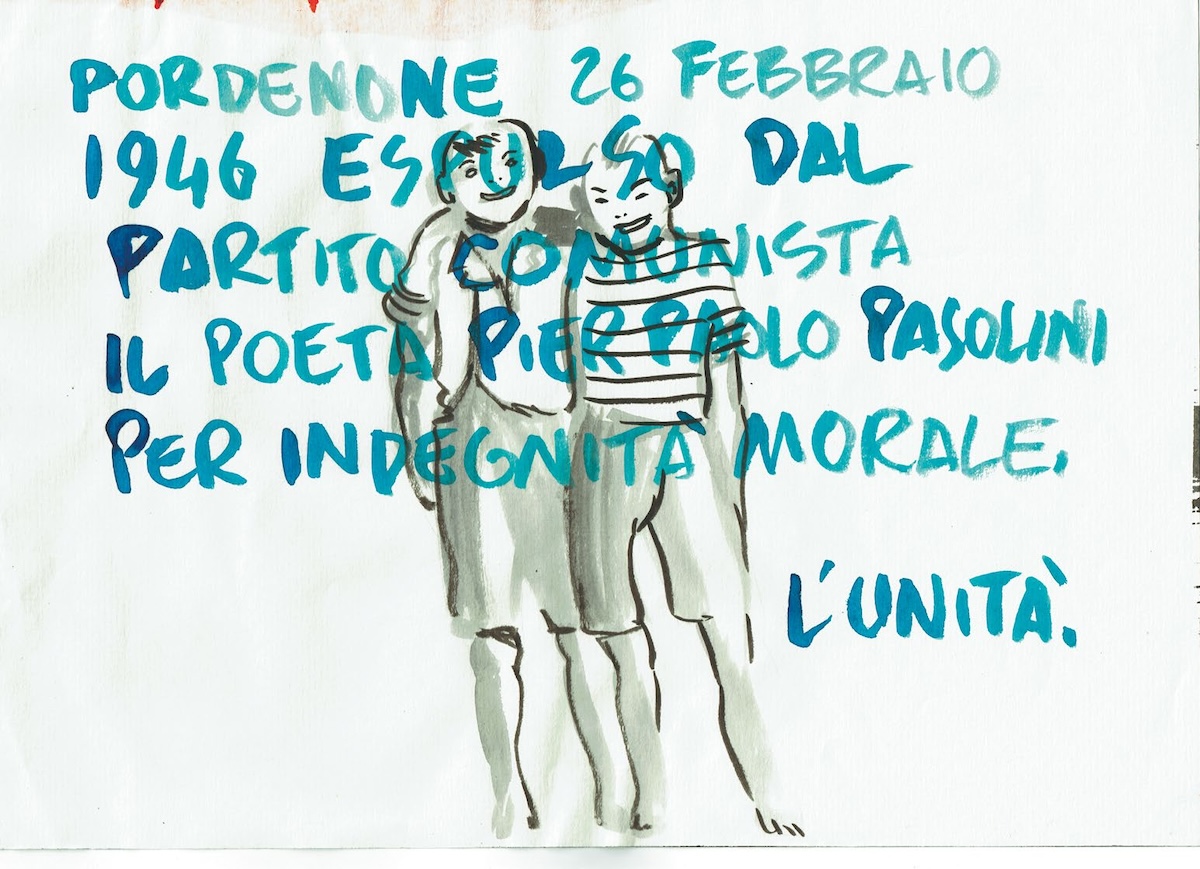 PORDENONE 26 FEBBRAIO
1946 ESPULSO DAL
PARTITO COMUNISTA
IL POETA PIER PAOLO PASOLINI
PER INDEGNITÀ MORALE.
L'UNITÀ.